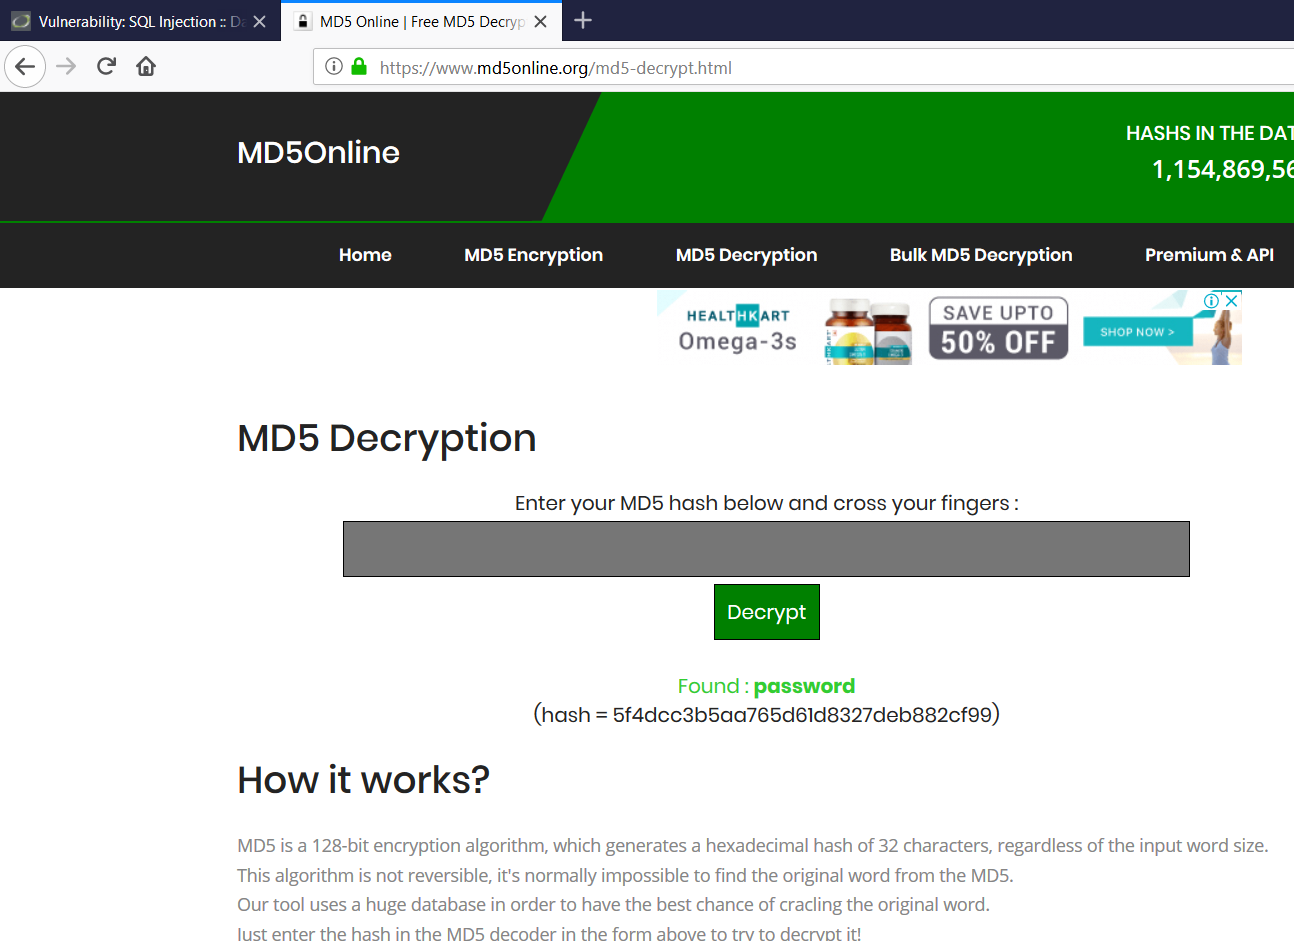 Vulnerability: SQL Injection :: Da
MD5 Online | Free MD5 Decryp
https://www.md5online.org/md5-decrypt.html
MD5Online
HASHS IN THE DAT
1,154,869,56
Home MD5 Encryption MD5 Decryption Bulk MD5 Decryption Premium & API
HEALTHKART
Omega-3s
SAVE UPTO
50% OFF
SHOP NOW >
MD5 Decryption
Enter your MD5 hash below and cross your fingers :
Decrypt
Found : password
(hash = 5f4dcc3b5aa765d61d8327deb882cf99)
How it works?
MD5 is a 128-bit encryption algorithm, which generates a hexadecimal hash of 32 characters, regardless of the input word size.
This algorithm is not reversible, it's normally impossible to find the original word from the MD5.
Our tool uses a huge database in order to have the best chance of cracling the original word.
Just enter the hash in the MD5 decoder in the form above to try to decrypt it!